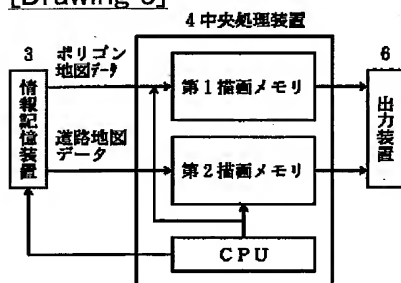 [Drawing 3]
4中央処理装置
3 ポリゴン
地図データ
6
情報記憶装置
第1描画メモリ
出力装置
道路地図
データ
第2描画メモリ
CPU